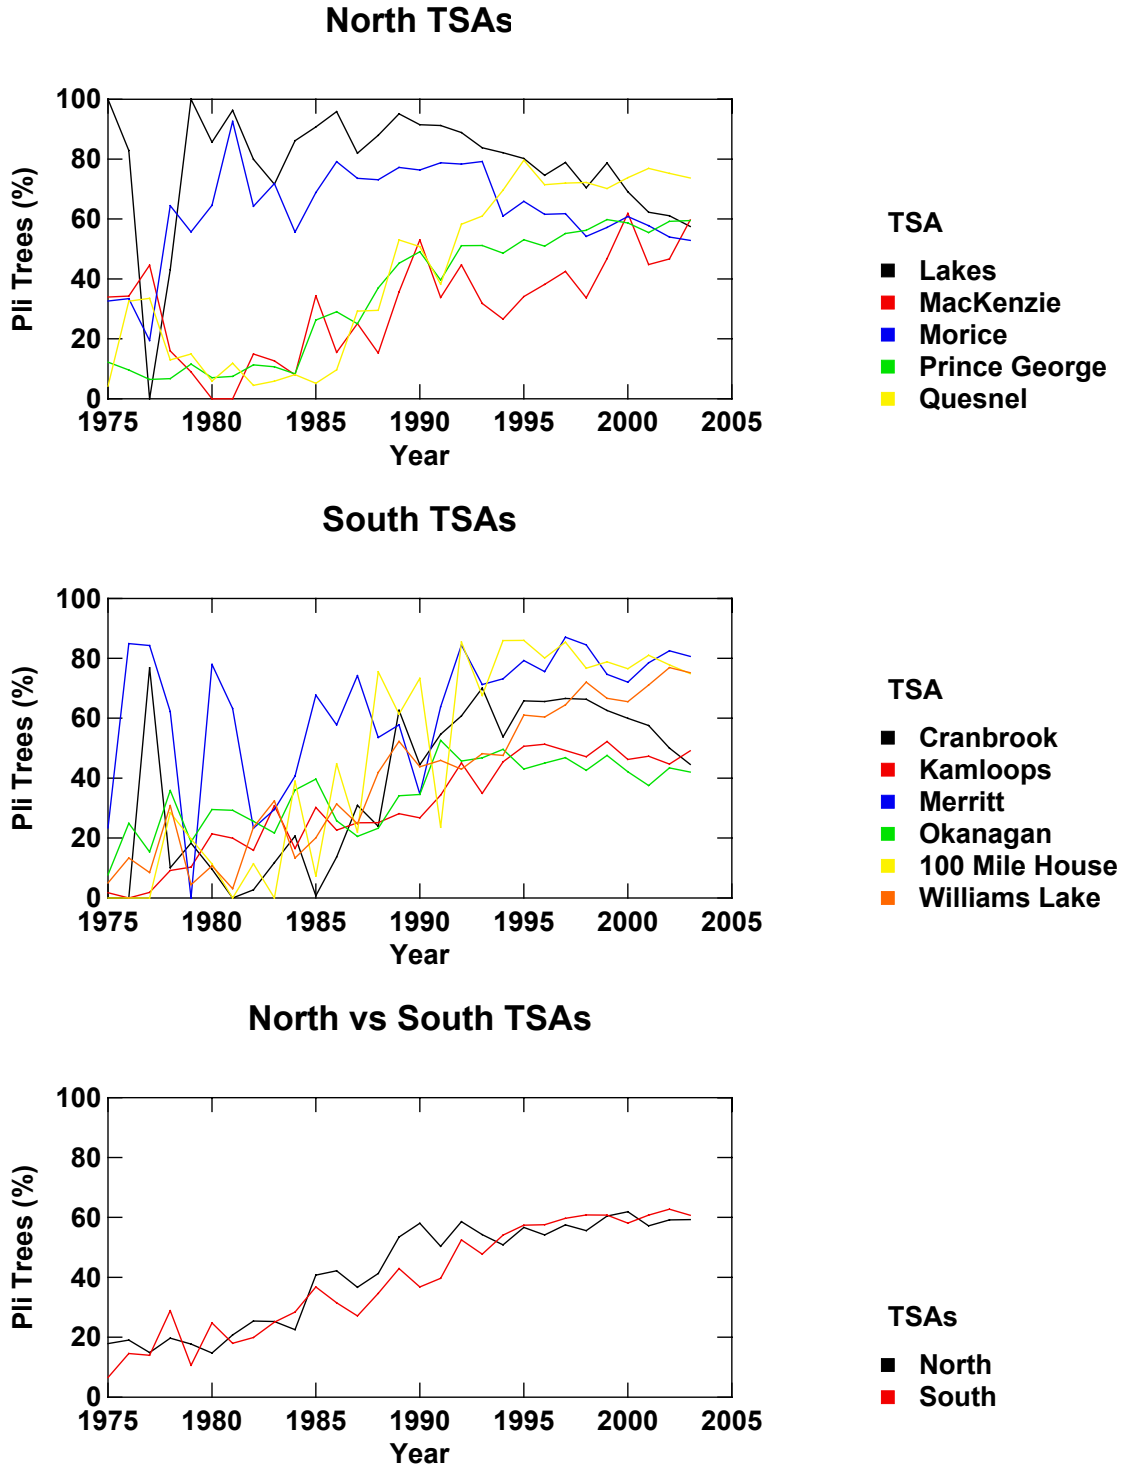 North TSAs
100
80
60
40
20
0
Pli Trees (%)
1975 1980 1985 1990 1995 2000 2005
Year
TSA
Lakes
MacKenzie
Morice
Prince George
Quesnel
South TSAs
100
80
60
40
20
0
Pli Trees (%)
1975 1980 1985 1990 1995 2000 2005
Year
TSA
Cranbrook
Kamloops
Merritt
Okanagan
100 Mile House
Williams Lake
North vs South TSAs
100
80
60
40
20
0
Pli Trees (%)
1975 1980 1985 1990 1995 2000 2005
Year
TSAs
North
South